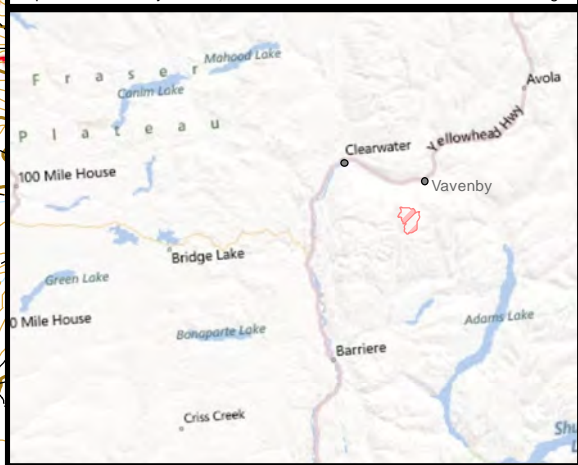 Mahood Lake
Fraser
Canim Lake
Plateau
Avola
Yellowhead Hwy
Clearwater
Vavenby
100 Mile House
Bridge Lake
Green Lake
0 Mile House
Bonaparte Lake
Adams Lake
Barriere
Criss Creek
Shu
L